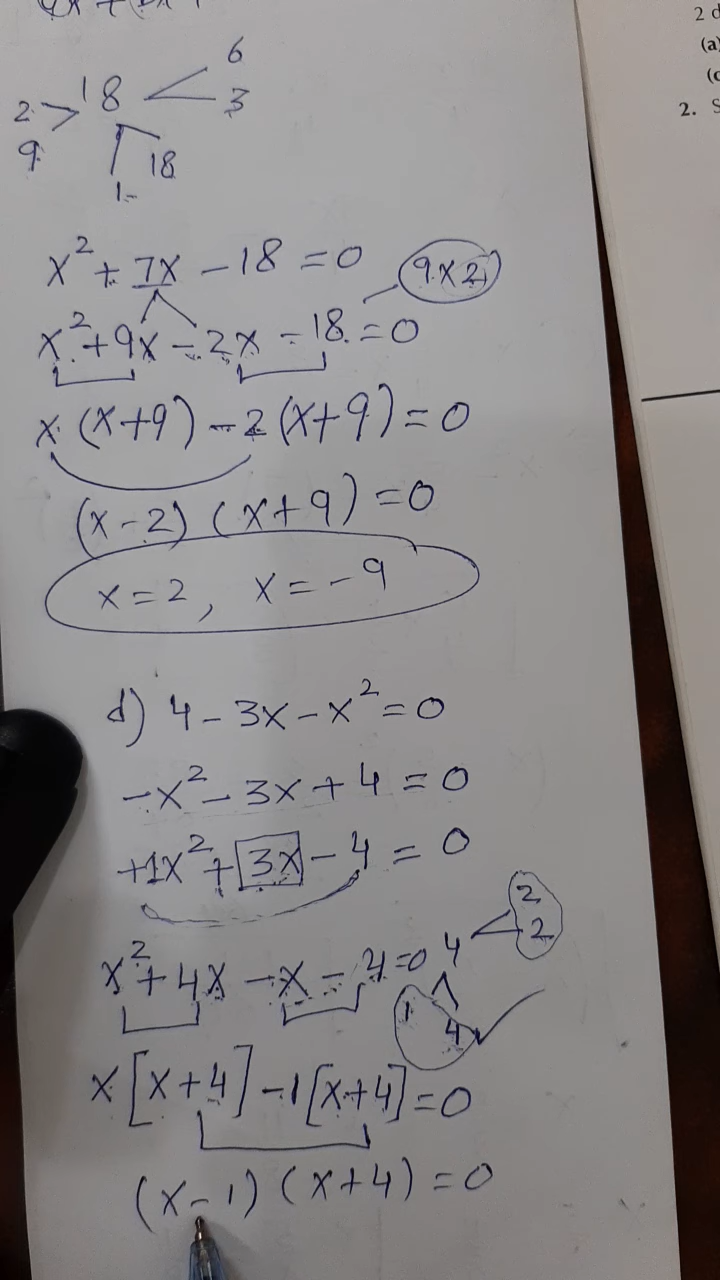 2 d
(a)
(c
2. S
6
2 18 3
9 18
1
x² + 7x - 18 = 0
9×2
x² + 9x - 2x - 18 = 0
x (x+9) - 2 (x+9) = 0
(x - 2) (x + 9) = 0
x = 2, x = -9
d) 4 - 3x - x² = 0
-x² - 3x + 4 = 0
+1x² + 3x - 4 = 0
2
x² + 4x - x - 4 = 0 4 2
1 4
x [x+4] - 1 [x+4] = 0
(x - 1) (x+4) = 0